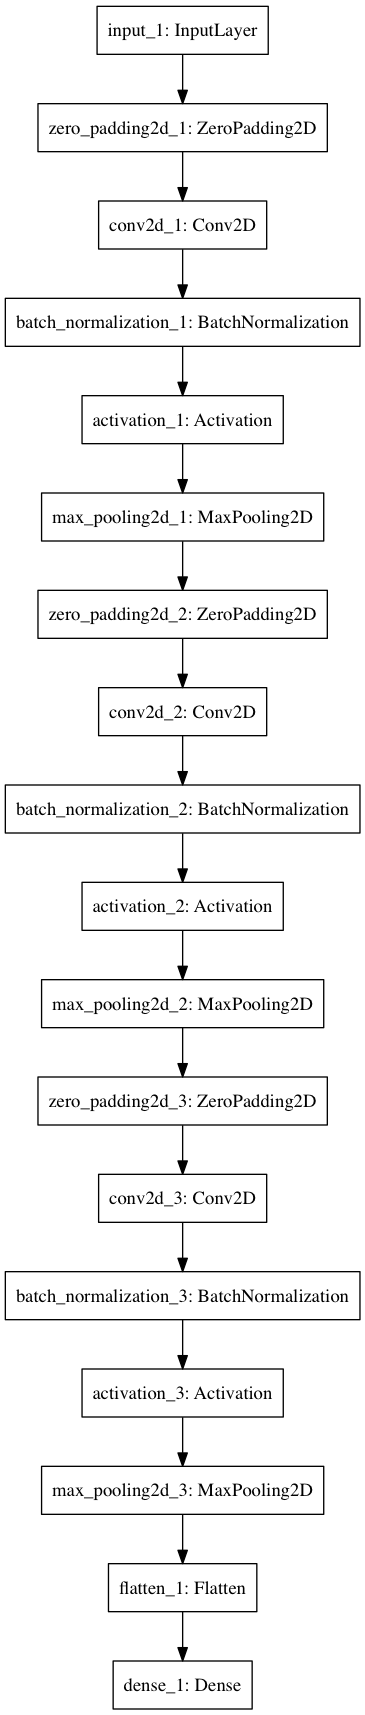 input_1: InputLayer
zero_padding2d_1: ZeroPadding2D
conv2d_1: Conv2D
batch_normalization_1: BatchNormalization
activation_1: Activation
max_pooling2d_1: MaxPooling2D
zero_padding2d_2: ZeroPadding2D
conv2d_2: Conv2D
batch_normalization_2: BatchNormalization
activation_2: Activation
max_pooling2d_2: MaxPooling2D
zero_padding2d_3: ZeroPadding2D
conv2d_3: Conv2D
batch_normalization_3: BatchNormalization
activation_3: Activation
max_pooling2d_3: MaxPooling2D
flatten_1: Flatten
dense_1: Dense